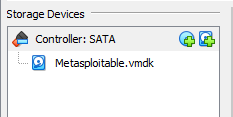 Storage Devices
Controller: SATA
Metasploitable.vmdk